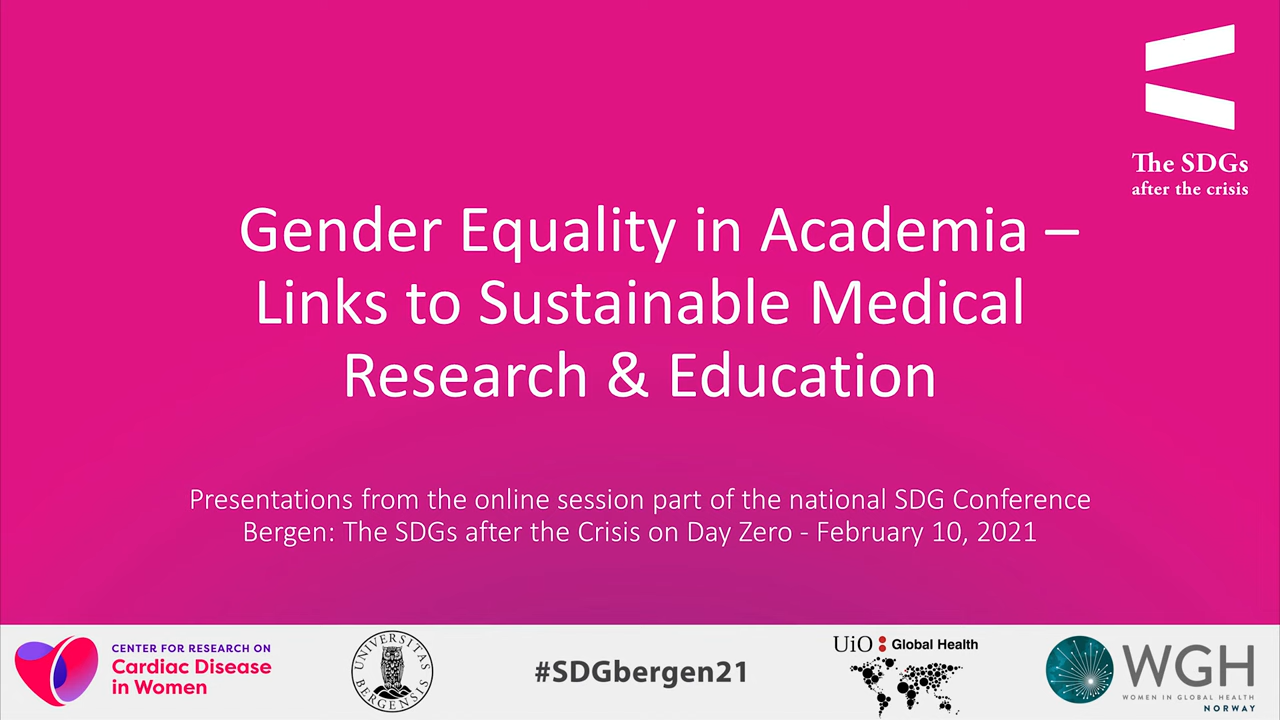 The SDGs
after the crisis
Gender Equality in Academia –
Links to Sustainable Medical
Research & Education
Presentations from the online session part of the national SDG Conference
Bergen: The SDGs after the Crisis on Day Zero - February 10, 2021
CENTER FOR RESEARCH ON
Cardiac Disease
in Women
UNIVERSITAS
BERGENSIS
#SDGbergen21
UiO Global Health
WGH
WOMEN IN GLOBAL HEALTH
NORWAY